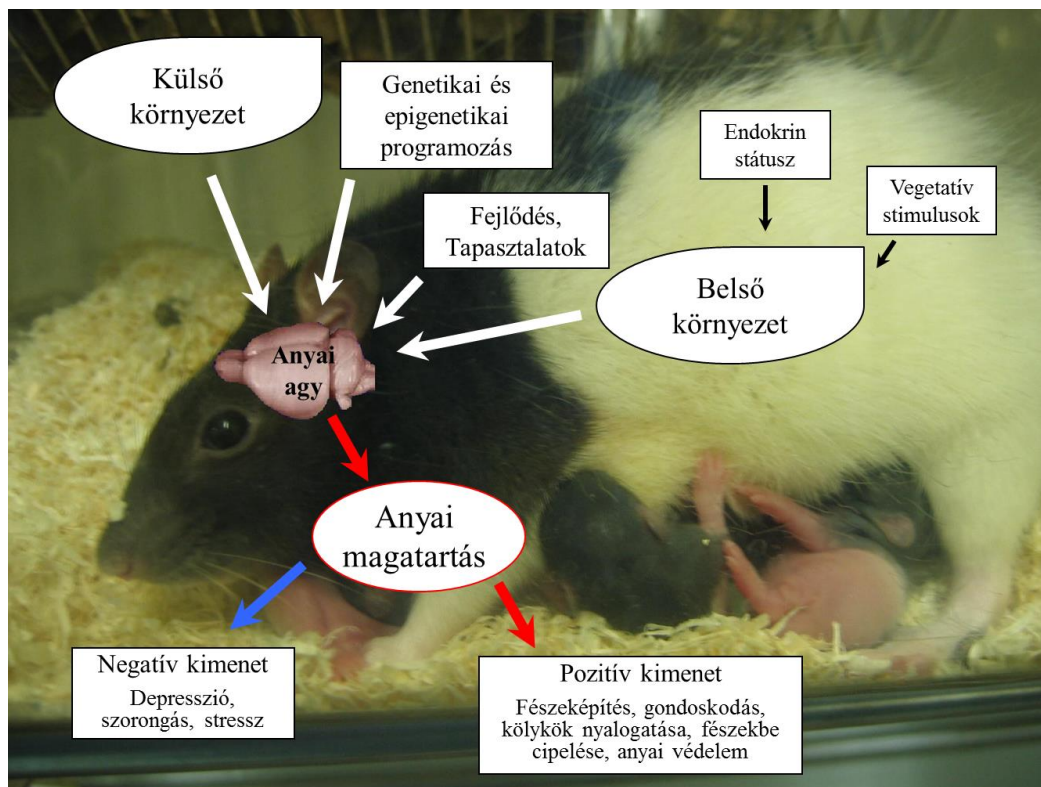 Külső
környezet
Genetikai és
epigenetikai
programozás
Endokrin
státusz
Vegetatív
stimulusok
Fejlődés,
Tapasztalatok
Belső
környezet
Anyai
agy
Anyai
magatartás
Negatív kimenet
Depresszió,
szorongás, stressz
Pozitív kimenet
Fészeképítés, gondoskodás,
kölykök nyalogatása, fészekbe
cipelése, anyai védelem